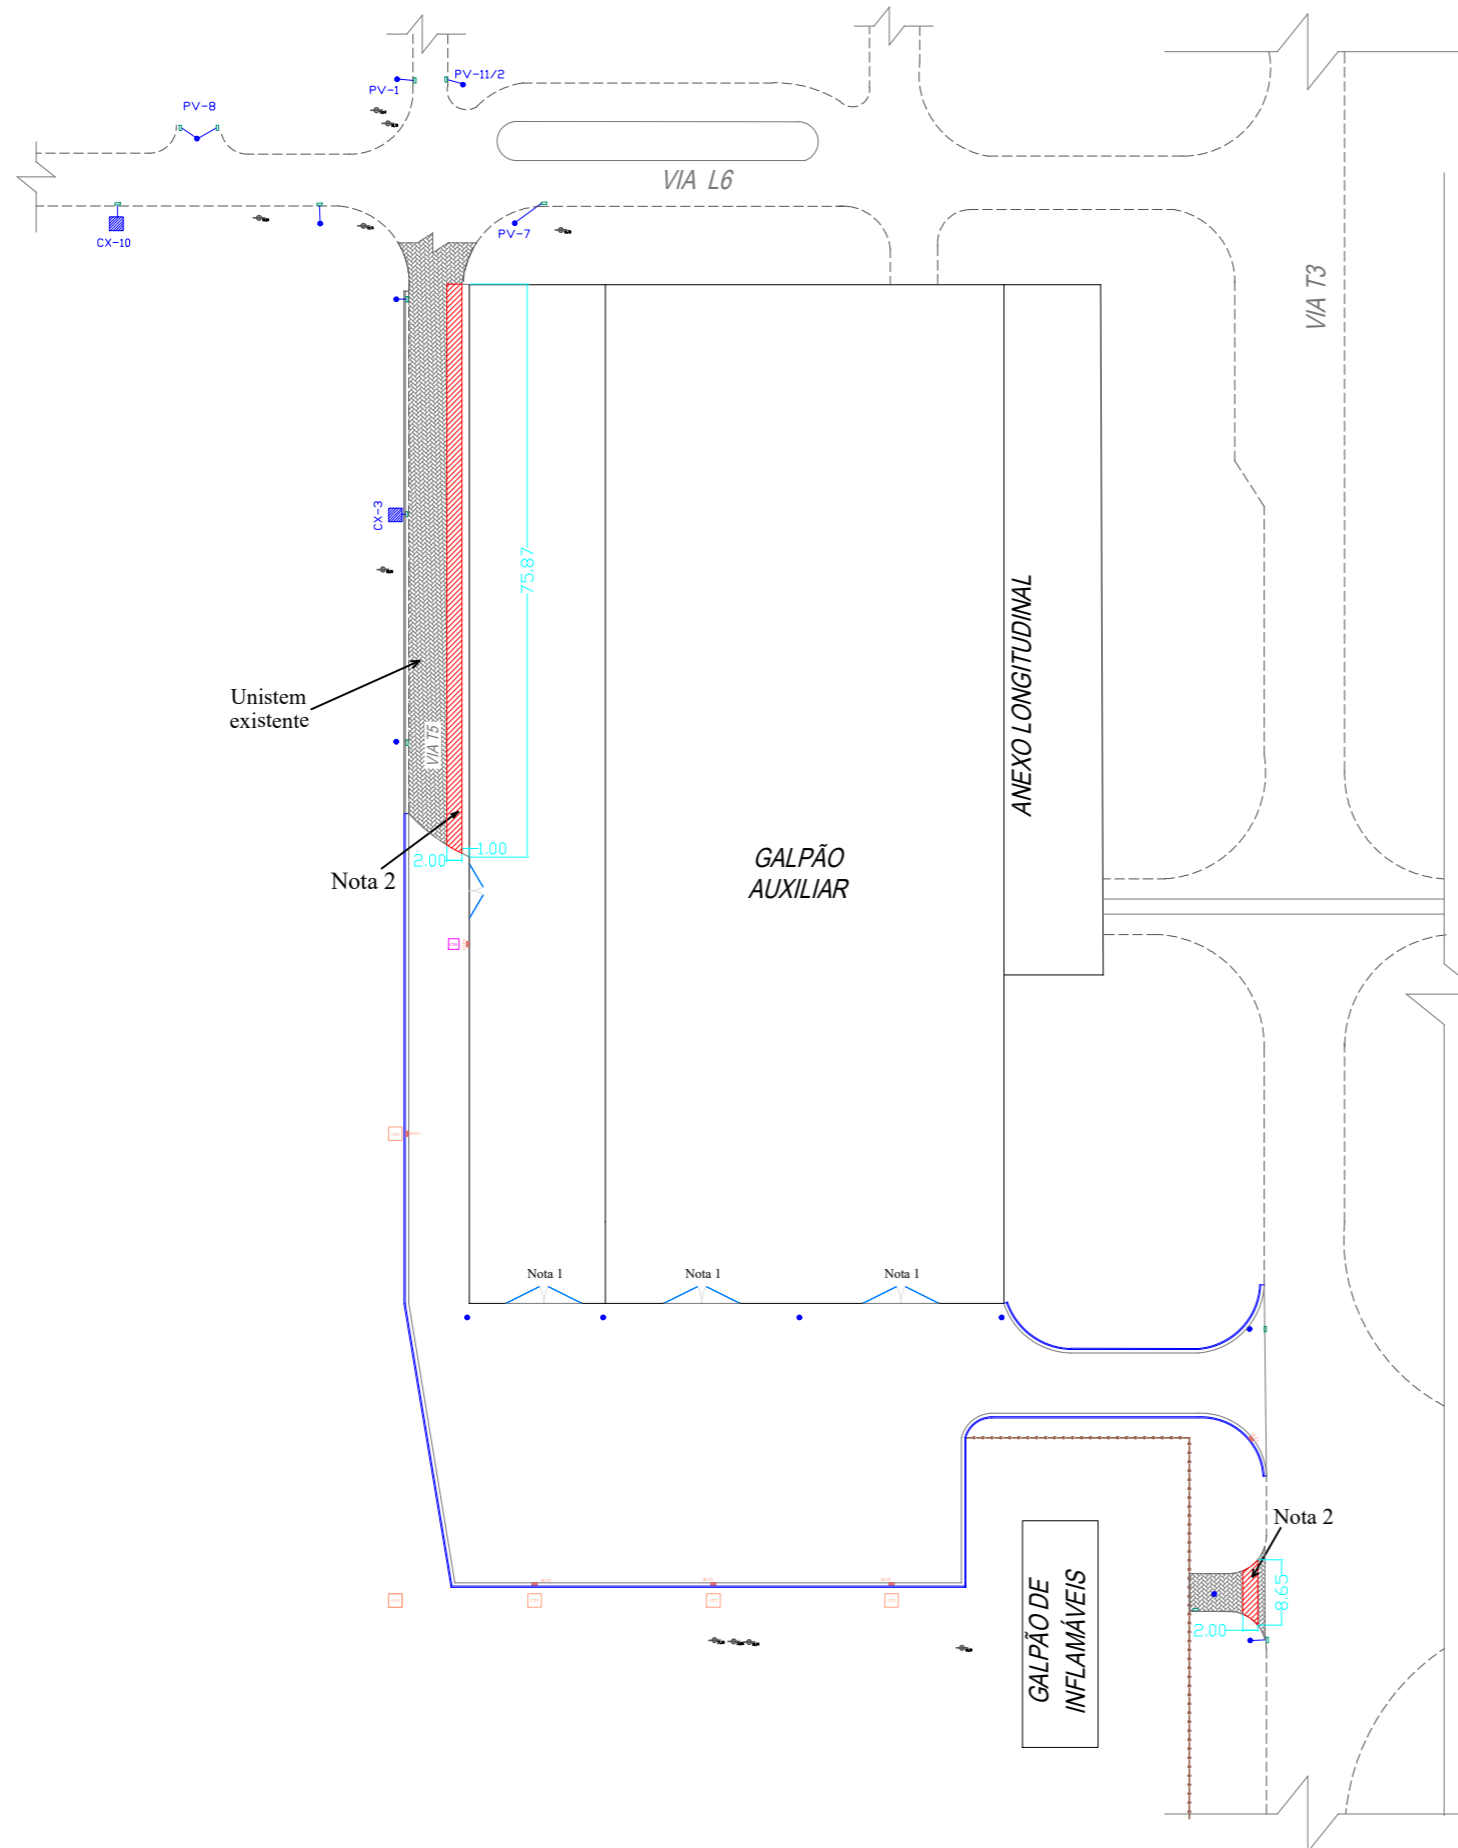 PV-1
PV-11/2
PV-8
VIA L6
PV-7
CX-10
VIA T3
CX-3
75.87
ANEXO LONGITUDINAL
Unistem
existente
VIA T5
Nota 2
2.00
1.00
GALPÃO
AUXILIAR
Nota 1
Nota 1
Nota 1
Nota 2
8.65
2.00
GALPÃO DE
INFLAMÁVEIS